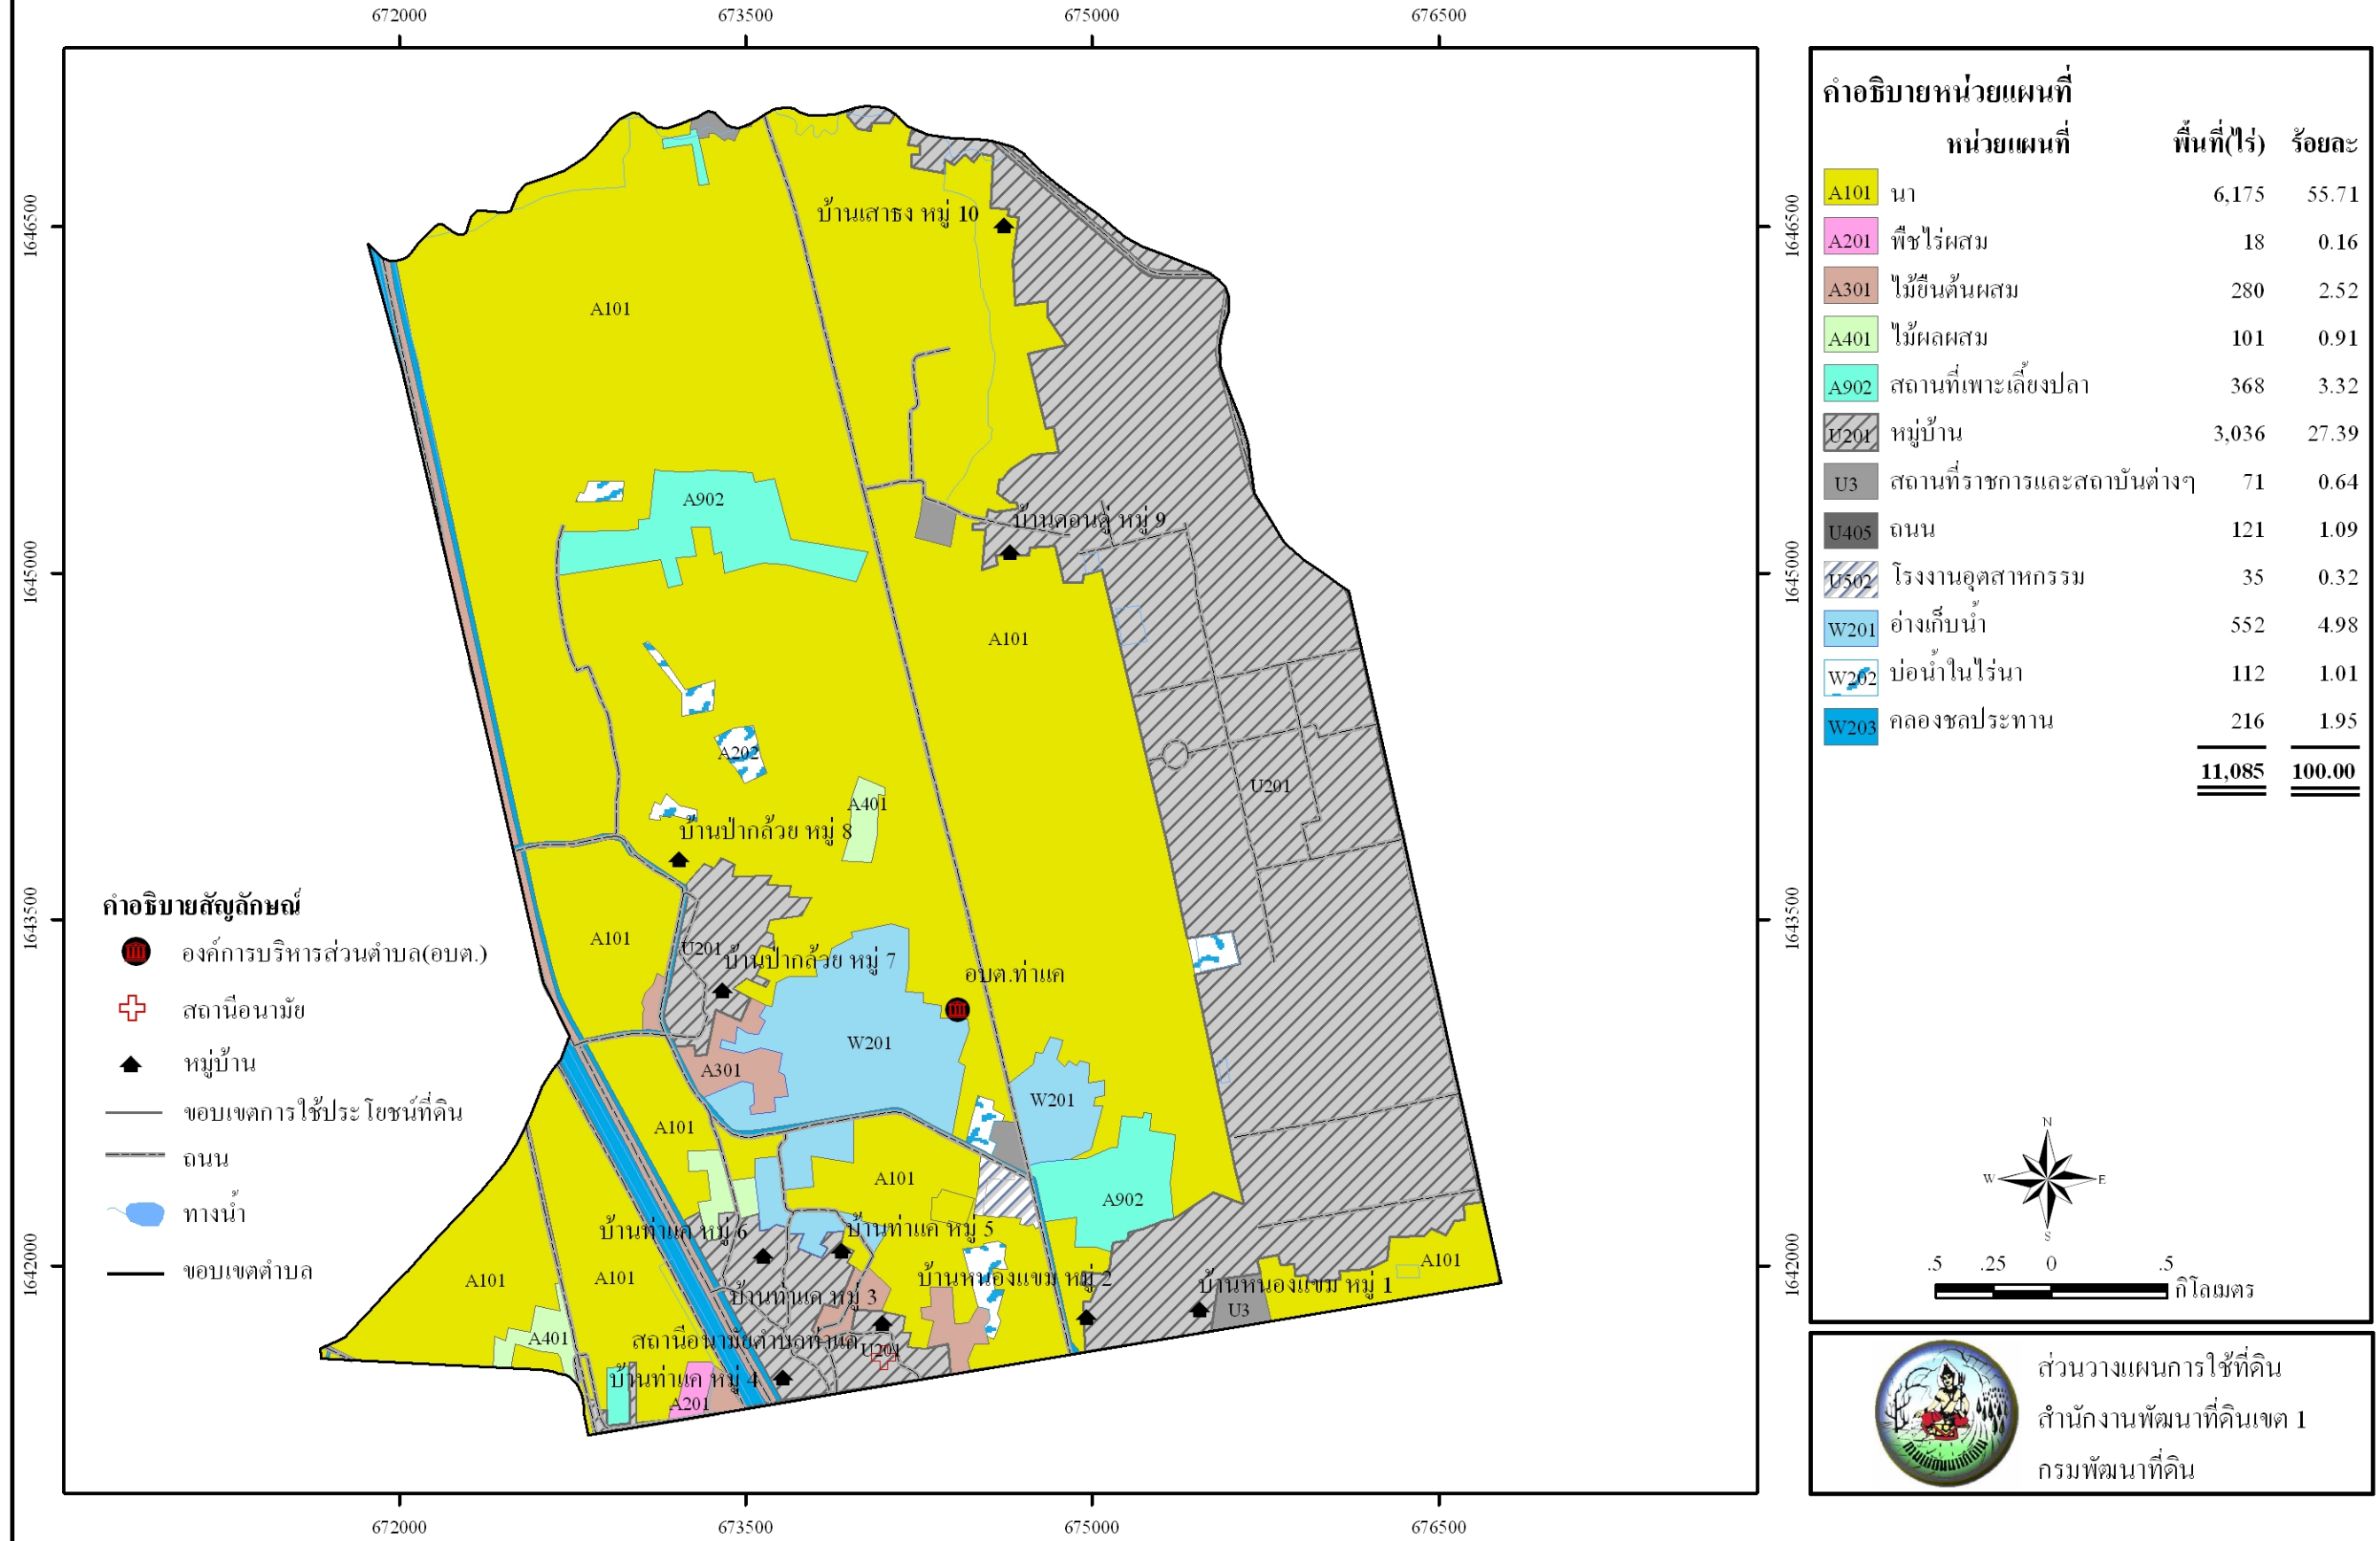 672000 673500 675000 676500
1646500 1646500
1645000 1645000
1643500 1643500
1642000 1642000
บ้านเสาธง หมู่ 10
A101
A902
บ้านดอนดู่ หมู่ 9
A101
A202
U201
A401
บ้านป่ากล้วย หมู่ 8
A101
U201
บ้านป่ากล้วย หมู่ 7
อบต.ท่าแค
W201
A301
W201
A101
A101
A902
บ้านท่าแค หมู่ 6
บ้านท่าแค หมู่ 5
A101
A101
A101
บ้านหนองแขม หมู่ 2
บ้านหนองแขม หมู่ 1
บ้านท่าแค หมู่ 3
U3
A401
สถานีอนามัยตำบลท่าแค
U201
บ้านท่าแค หมู่ 4
A201
คำอธิบายสัญลักษณ์
องค์การบริหารส่วนตำบล(อบต.)
สถานีอนามัย
หมู่บ้าน
ขอบเขตการใช้ประโยชน์ที่ดิน
ถนน
ทางน้ำ
ขอบเขตตำบล
672000 673500 675000 676500
คำอธิบายหน่วยแผนที่
หน่วยแผนที่ พื้นที่(ไร่) ร้อยละ
A101 นา 6,175 55.71
A201 พืชไร่ผสม 18 0.16
A301 ไม้ยืนต้นผสม 280 2.52
A401 ไม้ผลผสม 101 0.91
A902 สถานที่เพาะเลี้ยงปลา 368 3.32
U201 หมู่บ้าน 3,036 27.39
U3 สถานที่ราชการและสถาบันต่างๆ 71 0.64
U405 ถนน 121 1.09
U502 โรงงานอุตสาหกรรม 35 0.32
W201 อ่างเก็บน้ำ 552 4.98
W202 บ่อน้ำในไร่นา 112 1.01
W203 คลองชลประทาน 216 1.95
11,085 100.00
N
W E
S
.5 .25 0 .5
กิโลเมตร
ส่วนวางแผนการใช้ที่ดิน
สำนักงานพัฒนาที่ดินเขต 1
กรมพัฒนาที่ดิน
กรมพัฒนาที่ดิน